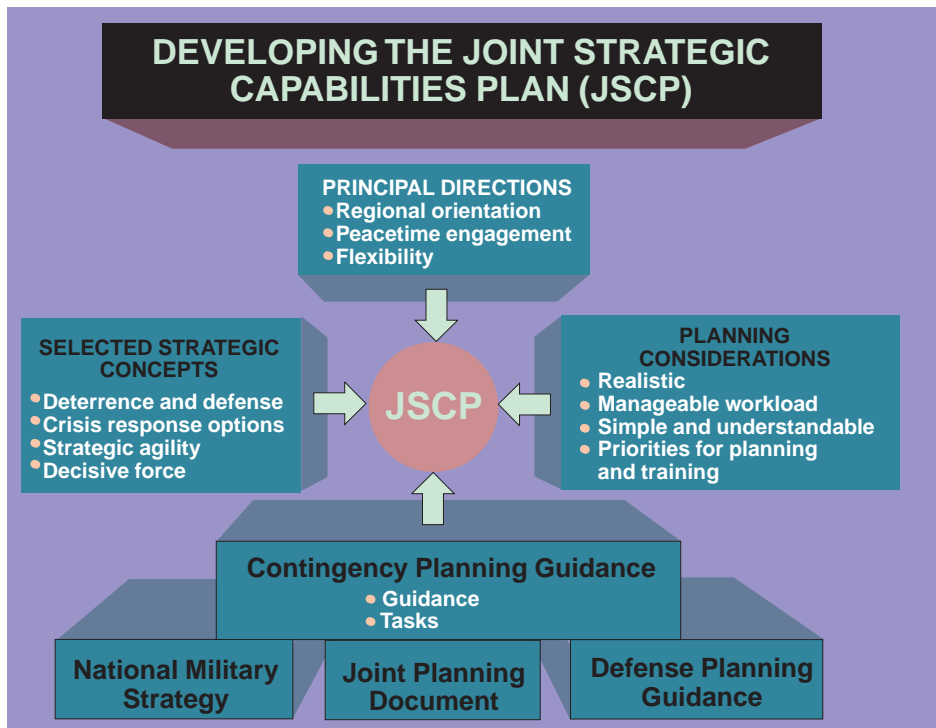 DEVELOPING THE JOINT STRATEGIC
CAPABILITIES PLAN (JSCP)
PRINCIPAL DIRECTIONS
Regional orientation
Peacetime engagement
Flexibility
SELECTED STRATEGIC
CONCEPTS
Deterrence and defense
Crisis response options
Strategic agility
Decisive force
JSCP
PLANNING
CONSIDERATIONS
Realistic
Manageable workload
Simple and understandable
Priorities for planning
and training
Contingency Planning Guidance
Guidance
Tasks
National Military
Strategy
Joint Planning
Document
Defense Planning
Guidance